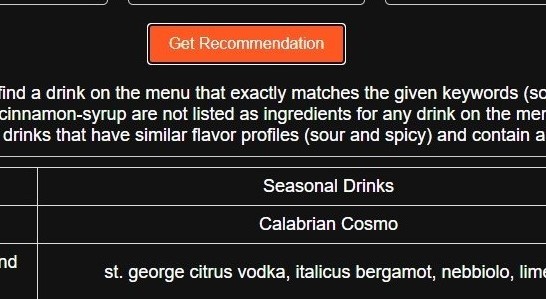 Get Recommendation
find a drink on the menu that exactly matches the given keywords (so
cinnamon-syrup are not listed as ingredients for any drink on the mer
drinks that have similar flavor profiles (sour and spicy) and contain a
Seasonal Drinks
Calabrian Cosmo
nd
st. george citrus vodka, italicus bergamot, nebbiolo, lime